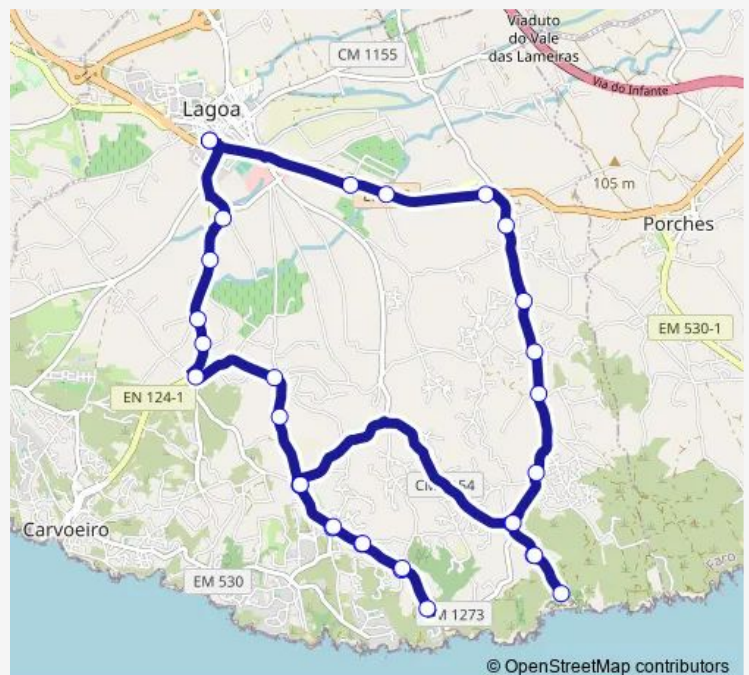 Viaduto
do Vale
das Lameiras
CM 1155
Via do Infante
Lagoa
105 m
Porches
EM 530-1
EN 124-1
Carvoeiro
EM 530
Faro
© OpenStreetMap contributors